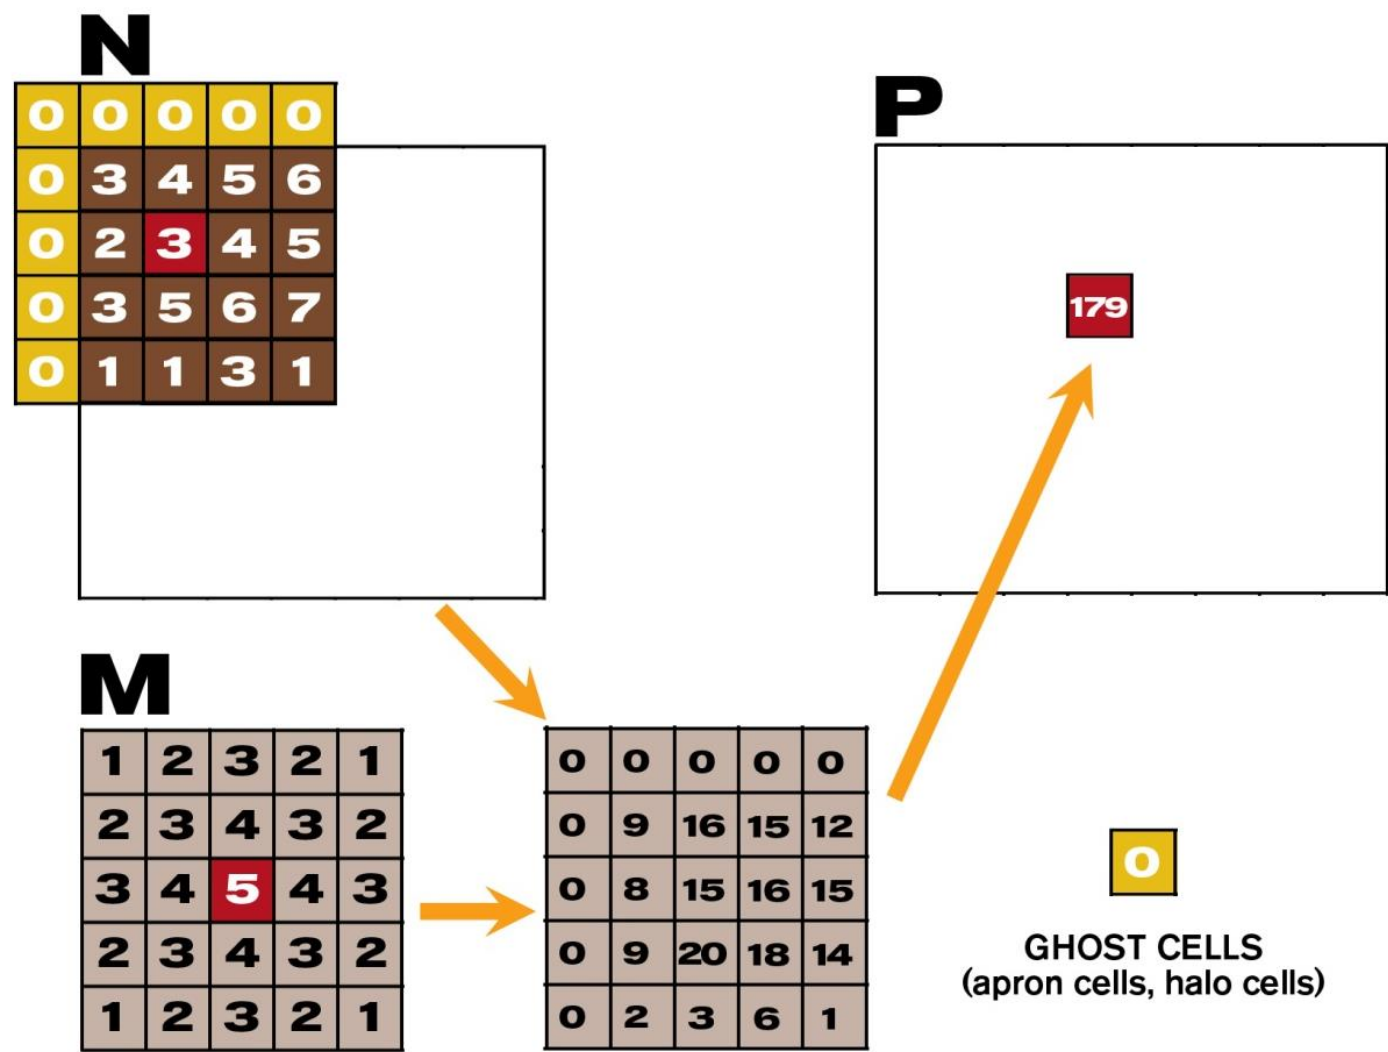 N
0 0 0 0 0
0 3 4 5 6
0 2 3 4 5
0 3 5 6 7
0 1 1 3 1
P
179
M
1 2 3 2 1
2 3 4 3 2
3 4 5 4 3
2 3 4 3 2
1 2 3 2 1
0 0 0 0 0
0 9 16 15 12
0 8 15 16 15
0 9 20 18 14
0 2 3 6 1
0
GHOST CELLS
(apron cells, halo cells)